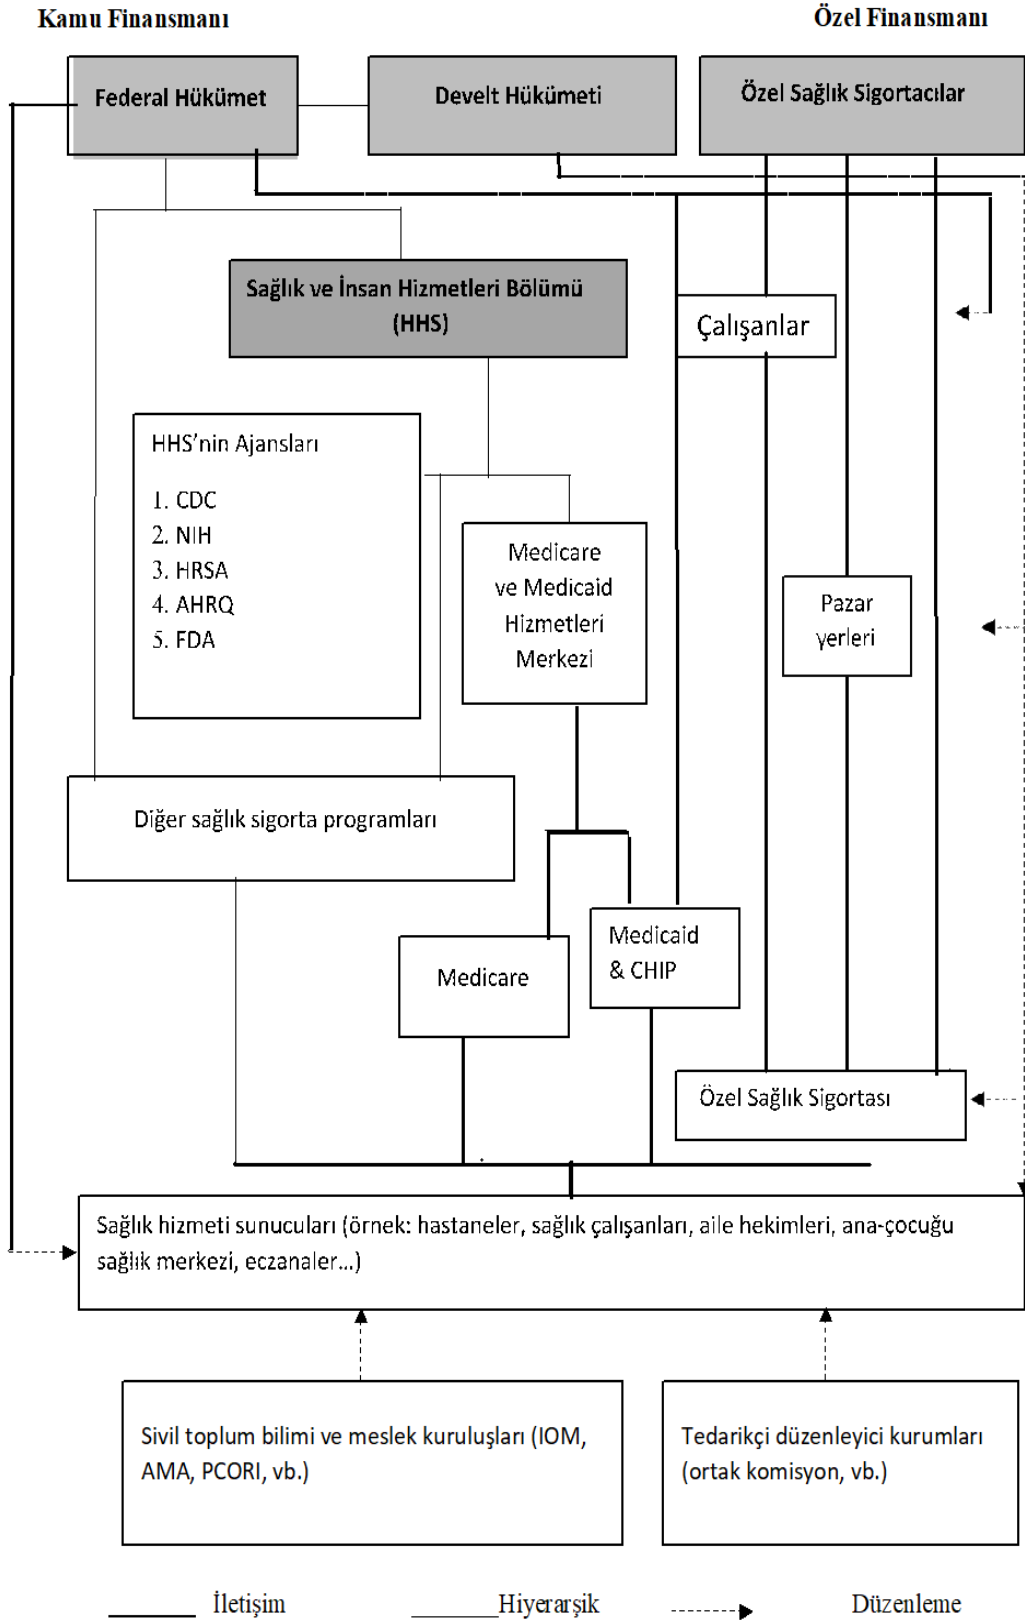 Kamu Finansmanı
Özel Finansmanı
Federal Hükümet
Develt Hükümeti
Özel Sağlık Sigortacılar
Sağlık ve İnsan Hizmetleri Bölümü
(HHS)
Çalışanlar
HHS'nin Ajansları
1. CDC
2. NIH
3. HRSA
4. AHRQ
5. FDA
Medicare
ve Medicaid
Hizmetleri
Merkezi
Pazar
yerleri
Diğer sağlık sigorta programları
Medicare
Medicaid
& CHIP
Özel Sağlık Sigortası
Sağlık hizmeti sunucuları (örnek: hastaneler, sağlık çalışanları, aile hekimleri, ana-çocuğu
sağlık merkezi, eczanaler...)
Sivil toplum bilimi ve meslek kuruluşları (IOM,
AMA, PCORI, vb.)
Tedarikçi düzenleyici kurumları
(ortak komisyon, vb.)
İletişim
Hiyerarşik
Düzenleme